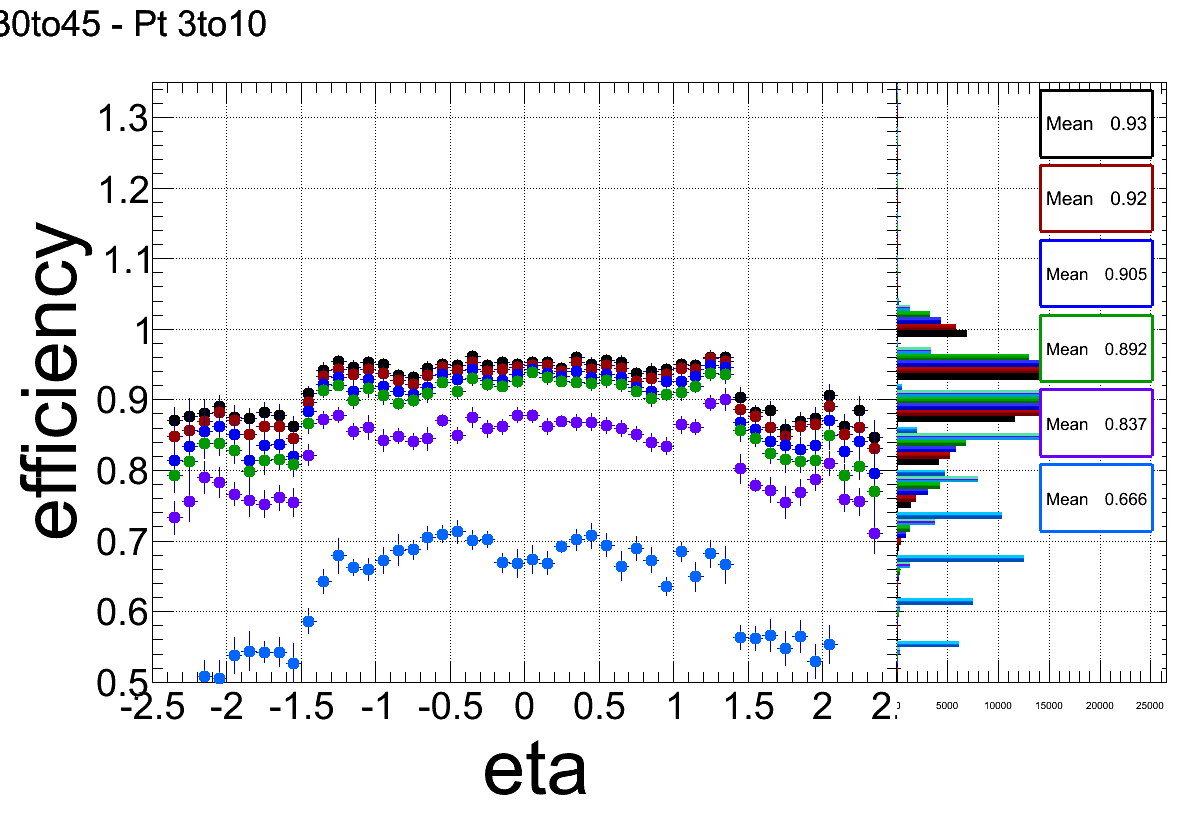 30to45 - Pt 3to10
efficiency
1.3
1.2
1.1
1
0.9
0.8
0.7
0.6
0.5
-2.5 -2 -1.5 -1 -0.5 0 0.5 1 1.5 2 2.
eta
Mean 0.93
Mean 0.92
Mean 0.905
Mean 0.892
Mean 0.837
Mean 0.666
5000 10000 15000 20000 25000